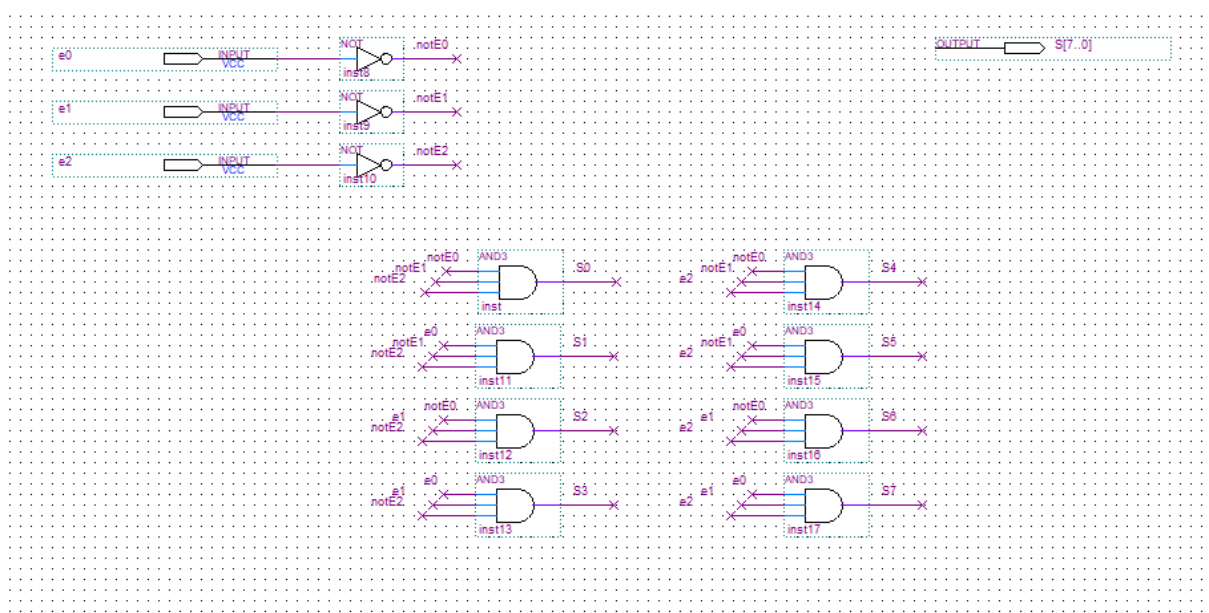 e0 INPUT VCC NOT inst8 notE0
OUTPUT S[7..0]
e1 INPUT VCC NOT inst9 notE1
e2 INPUT VCC NOT inst10 notE2
notE0 notE1 notE2 AND3 inst S0
notE0 notE1 e2 AND3 inst14 S4
e0 notE1 notE2 AND3 inst11 S1
e0 notE1 e2 AND3 inst15 S5
notE0 e1 notE2 AND3 inst12 S2
notE0 e1 e2 AND3 inst16 S6
e0 e1 notE2 AND3 inst13 S3
e0 e1 e2 AND3 inst17 S7